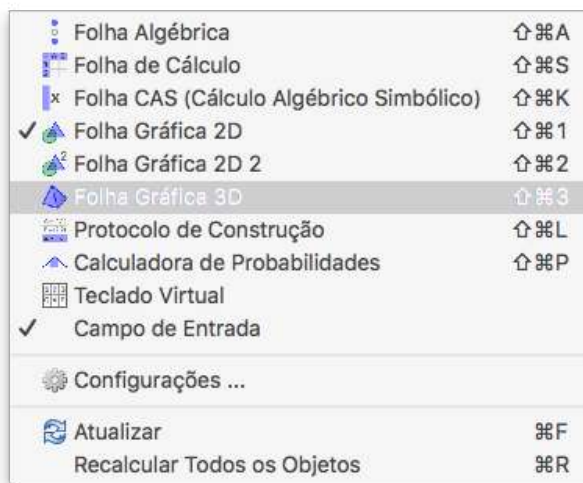 Folha Algébrica ⇧⌘A
Folha de Cálculo ⇧⌘S
x Folha CAS (Cálculo Algébrico Simbólico) ⇧⌘K
✓ Folha Gráfica 2D ⇧⌘1
2 Folha Gráfica 2D 2 ⇧⌘2
Folha Gráfica 3D ⇧⌘3
Protocolo de Construção ⇧⌘L
Calculadora de Probabilidades ⇧⌘P
Teclado Virtual
✓ Campo de Entrada
Configurações ...
Atualizar ⌘F
Recalcular Todos os Objetos ⌘R